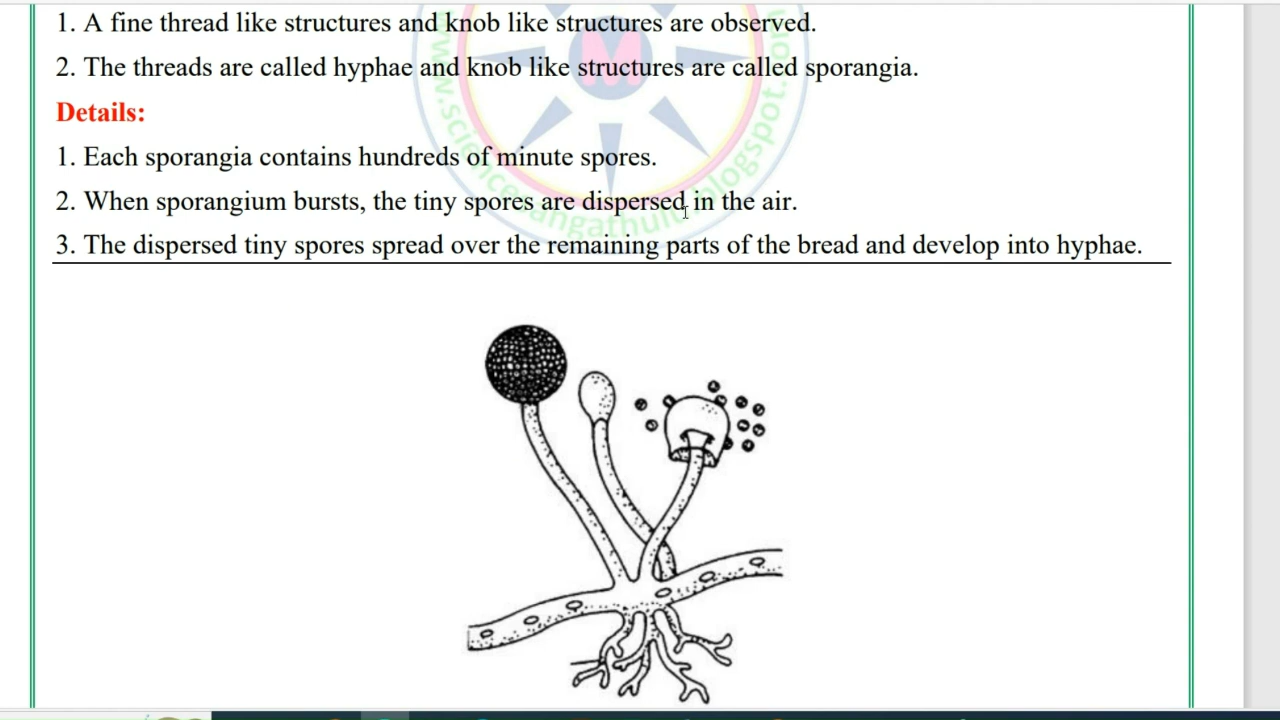 1. A fine thread like structures and knob like structures are observed.
2. The threads are called hyphae and knob like structures are called sporangia.
Details:
1. Each sporangia contains hundreds of minute spores.
2. When sporangium bursts, the tiny spores are dispersed in the air.
3. The dispersed tiny spores spread over the remaining parts of the bread and develop into hyphae.
M